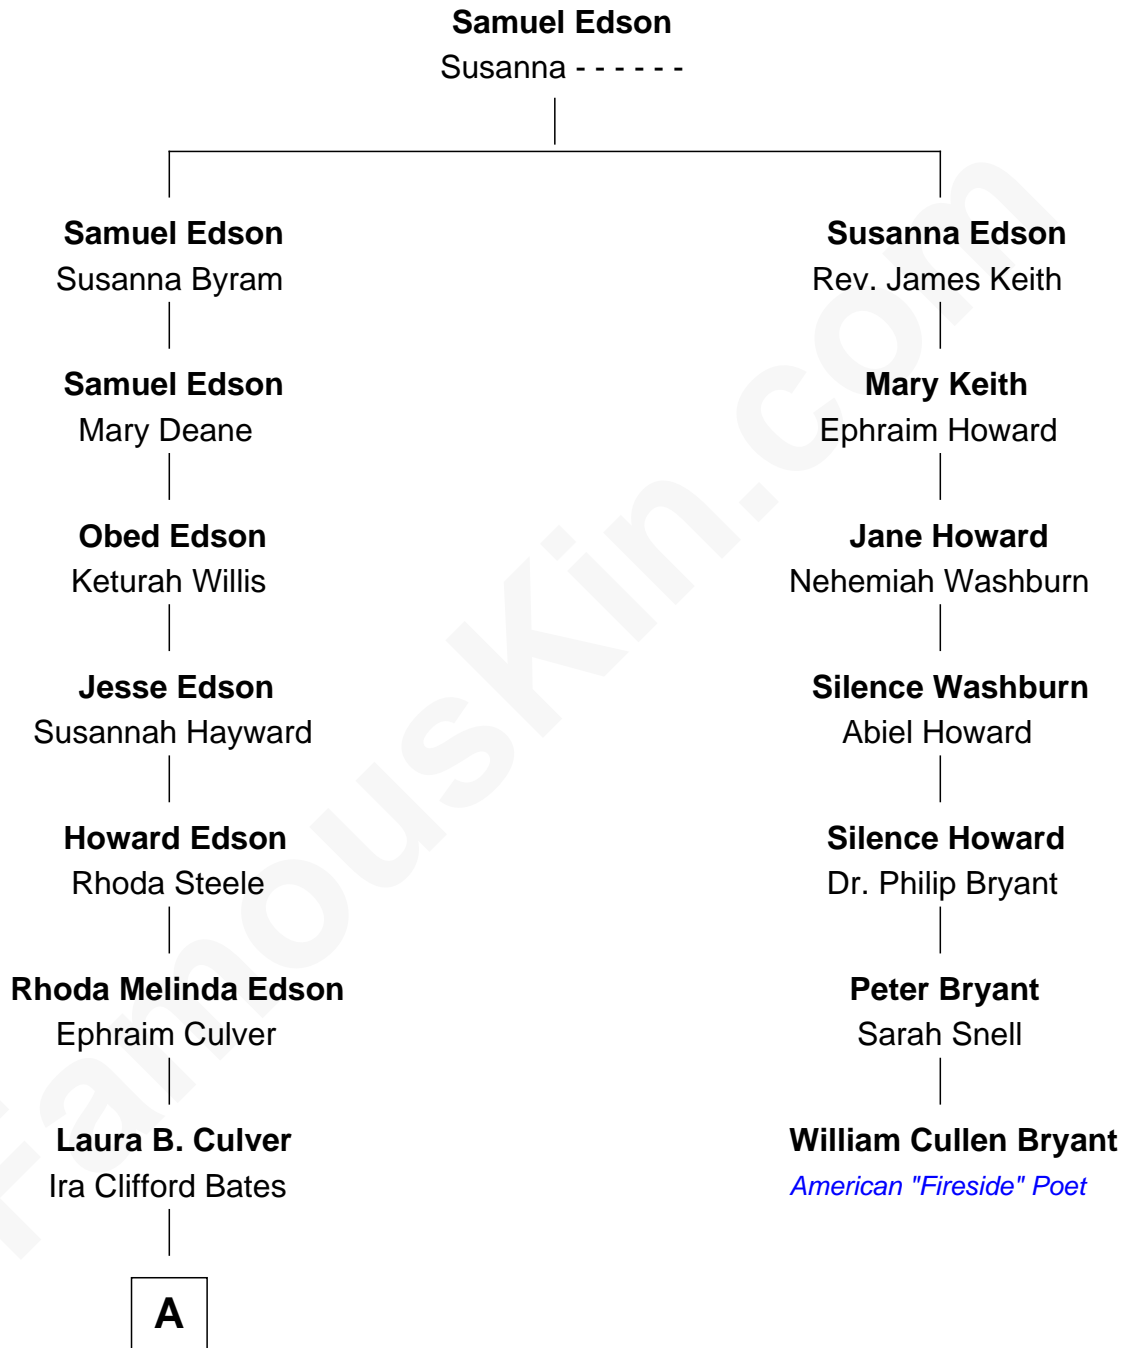 Samuel Edson
Susanna - - - - - -
Samuel Edson
Susanna Byram
Susanna Edson
Rev. James Keith
Samuel Edson
Mary Deane
Mary Keith
Ephraim Howard
Obed Edson
Keturah Willis
Jane Howard
Nehemiah Washburn
Jesse Edson
Susannah Hayward
Silence Washburn
Abiel Howard
Howard Edson
Rhoda Steele
Silence Howard
Dr. Philip Bryant
Rhoda Melinda Edson
Ephraim Culver
Peter Bryant
Sarah Snell
Laura B. Culver
Ira Clifford Bates
William Cullen Bryant
American "Fireside" Poet
A
FamousKin.com